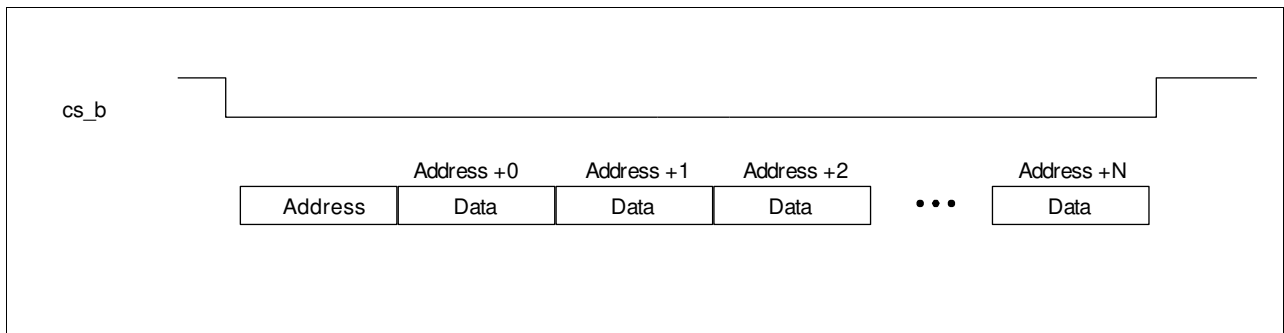 cs_b
Address +0 Address +1 Address +2 Address +N
Address Data Data Data ••• Data